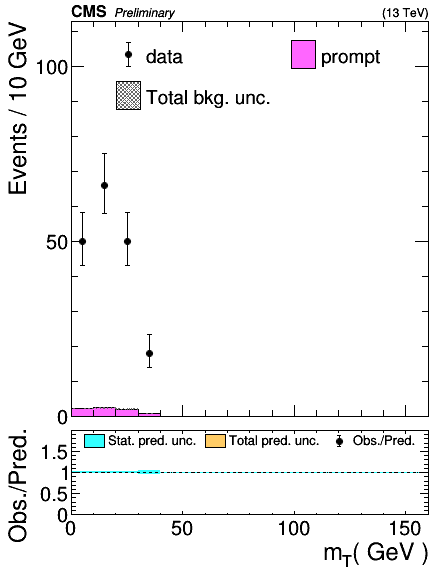 CMS Preliminary (13 TeV)
Events / 10 GeV
100
50
0
data
prompt
Total bkg. unc.
Obs./Pred.
1.5
1
0.5
0
Stat. pred. unc. Total pred. unc. Obs./Pred.
0 50 100 150
m_T( GeV )